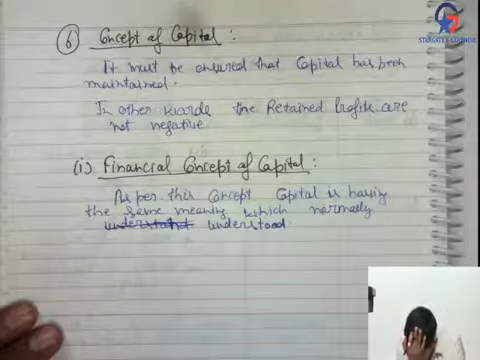 6 Concept of Capital :
It must be ensured that Capital has been
maintained.
In other words the Retained Profits are
not negative
(i) Financial Concept of Capital :
As per this Concept Capital is having
the same meaning which normally
understood
STARGATE E-LEARNING